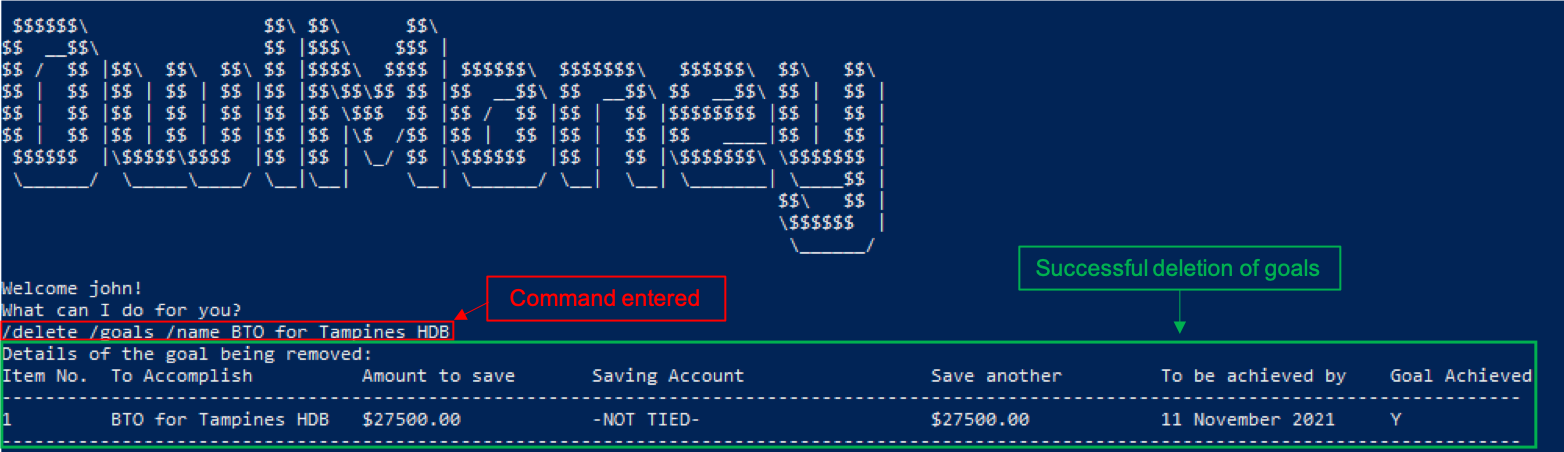 $$$$$$\                $$\ $$\      $$\
$$  __$$\               $$ |$$$\    $$$ |
$$ /  $$ |$$\  $$\  $$\ $$ |$$$$\  $$$$ | $$$$$$\  $$$$$$$\   $$$$$$\  $$\   $$\
$$ |  $$ |$$ | $$ | $$ |$$ |$$\$$\$$ $$ |$$  __$$\ $$  __$$\ $$  __$$\ $$ |  $$ |
$$ |  $$ |$$ | $$ | $$ |$$ |$$ \$$$  $$ |$$ /  $$ |$$ |  $$ |$$$$$$$$ |$$ |  $$ |
$$ |  $$ |$$ | $$ | $$ |$$ |$$ |\$  /$$ |$$ |  $$ |$$ |  $$ |$$   ____|$$ |  $$ |
 $$$$$$  |\$$$$$\$$$$  |$$ |$$ | \_/ $$ |\$$$$$$  |$$ |  $$ |\$$$$$$$\ \$$$$$$$ |
 \______/  \_____\____/ \__|\__|     \__| \______/ \__|  \__| \_______| \____$$ |
                                                                       $$\   $$ |
                                                                       \$$$$$$  |
                                                                        \______/
Successful deletion of goals
Welcome john!
Command entered
What can I do for you?
/delete /goals /name BTO for Tampines HDB
Details of the goal being removed:
Item No. To Accomplish Amount to save Saving Account Save another To be achieved by Goal Achieved
1 BTO for Tampines HDB $27500.00 -NOT TIED- $27500.00 11 November 2021 Y